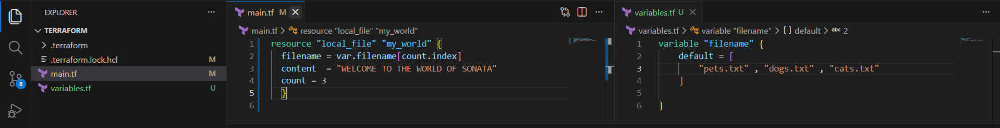 EXPLORER ···
TERRAFORM
.terraform
.terraform.lock.hcl M
main.tf M
variables.tf U
8
main.tf M
main.tf > resource "local_file" "my_world"
1 resource "local_file" "my_world" {
2 filename = var.filename[count.index]
3 content  = "WELCOME TO THE WORLD OF SONATA"
4 count = 3
5 }
6
variables.tf U
variables.tf > variable "filename" > [ ] default > abc 2
1 variable "filename" {
2 default = [
3 "pets.txt" , "dogs.txt" , "cats.txt"
4 ]
5
6 }